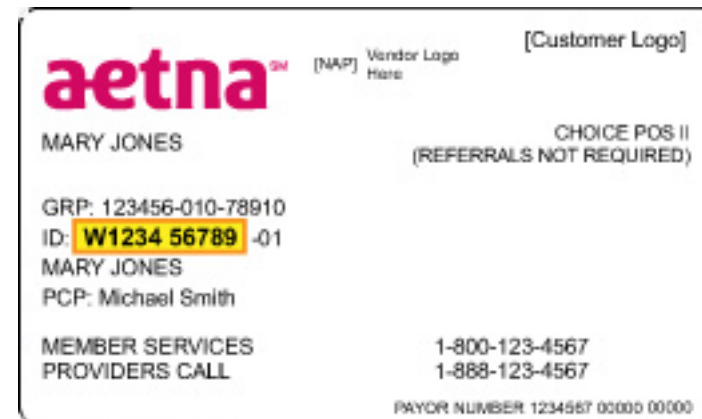 [Customer Logo]
aetna SM
[NAP] Vendor Logo
Here
MARY JONES
CHOICE POS II
(REFERRALS NOT REQUIRED)
GRP: 123456-010-78910
ID: W1234 56789 -01
MARY JONES
PCP: Michael Smith
MEMBER SERVICES 1-800-123-4567
PROVIDERS CALL 1-888-123-4567
PAYOR NUMBER 1234567 00000 00000